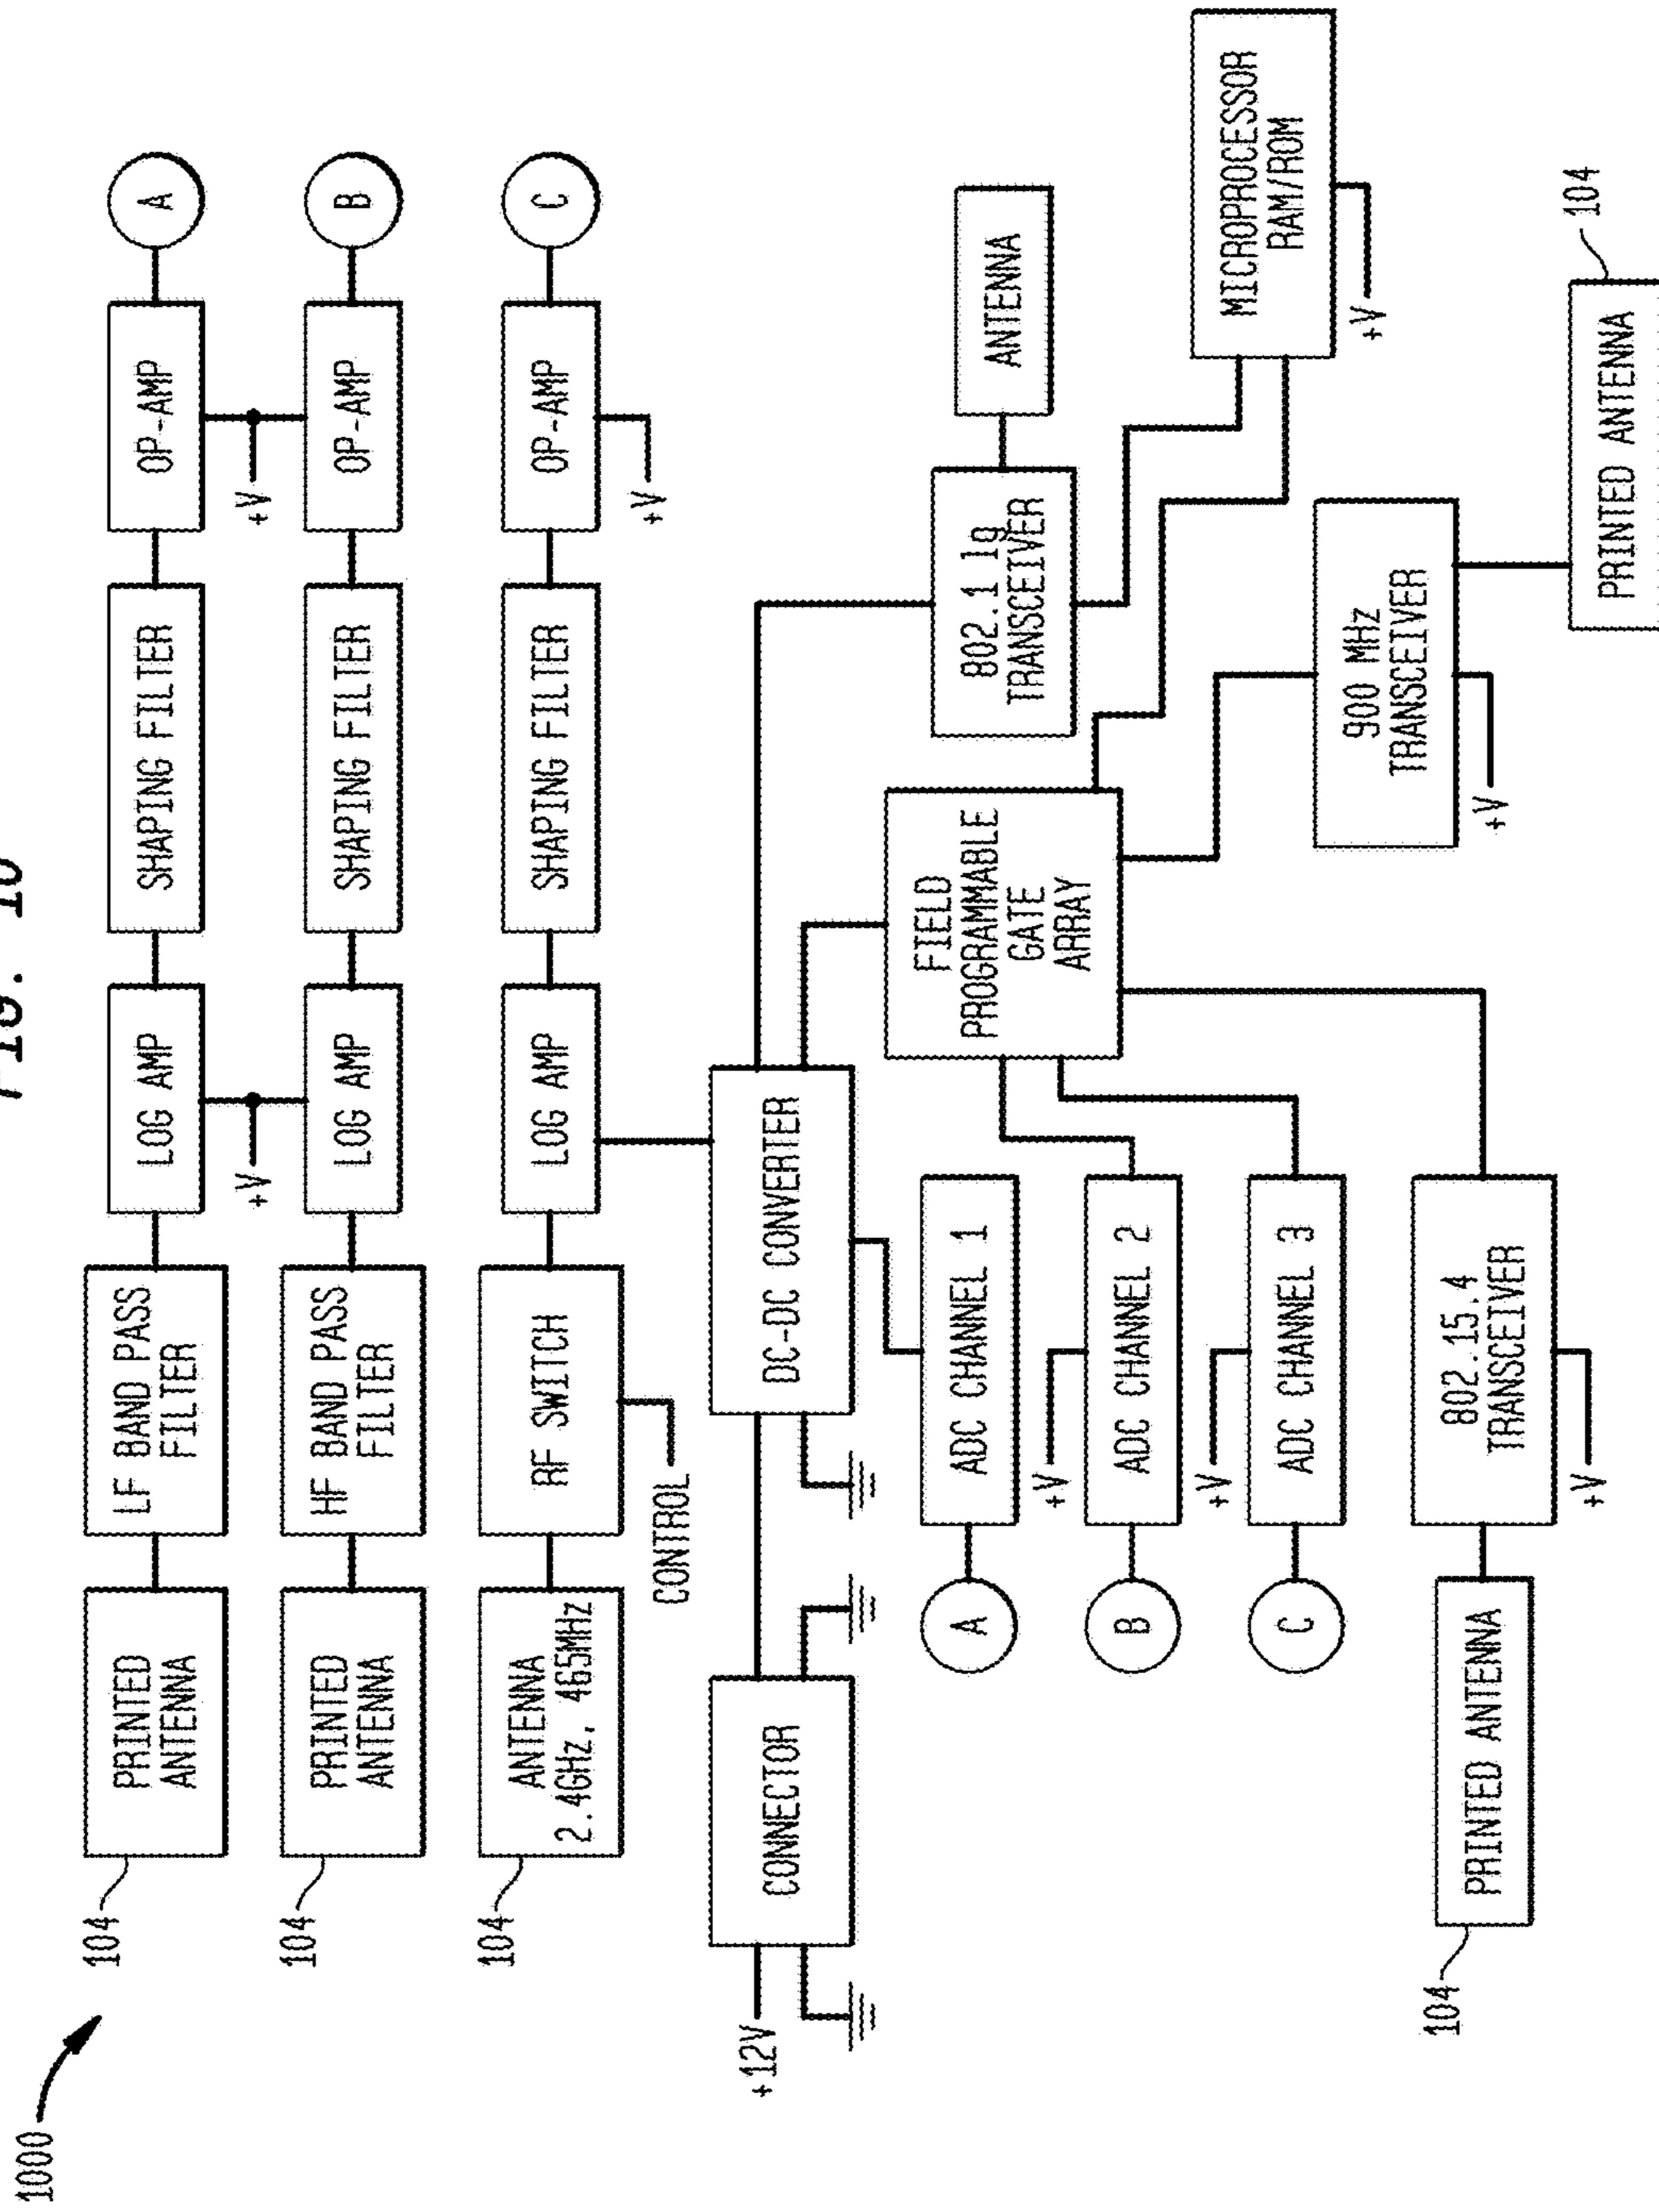 FIG. 10
1000
104
PRINTED
ANTENNA
LF BAND PASS
FILTER
LOG AMP
SHAPING FILTER
OP-AMP
A
+V
+V
104
PRINTED
ANTENNA
HF BAND PASS
FILTER
LOG AMP
SHAPING FILTER
OP-AMP
B
104
ANTENNA
2.4GHz, 465MHz
RF SWITCH
LOG AMP
SHAPING FILTER
OP-AMP
C
CONTROL
+V
+12V
CONNECTOR
DC-DC CONVERTER
802.1 1g
TRANSCEIVER
ANTENNA
A
ADC CHANNEL 1
FIELD
PROGRAMMABLE
GATE
ARRAY
+V
B
ADC CHANNEL 2
+V
C
ADC CHANNEL 3
MICROPROCESSOR
RAM/ROM
+V
104
PRINTED ANTENNA
802.15.4
TRANSCEIVER
+V
900 MHz
TRANSCEIVER
+V
PRINTED ANTENNA
104